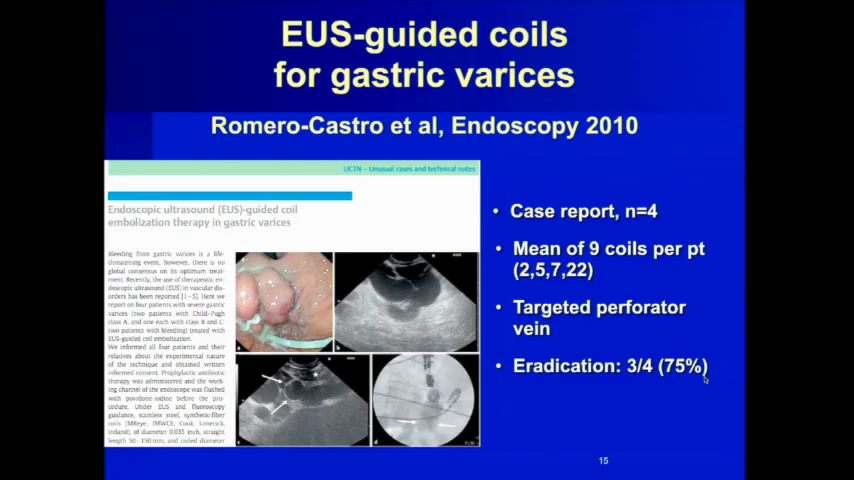 EUS-guided coils
for gastric varices
Romero-Castro et al, Endoscopy 2010
UCTN – Unusual cases and technical notes
Endoscopic ultrasound (EUS)-guided coil
embolization therapy in gastric varices
Bleeding from gastric varices is a life-
threatening event, however, there is no
global consensus on its optimum treat-
ment. Recently, the use of therapeutic en-
doscopic ultrasound (EUS) in vascular dis-
orders has been reported [1–5]. Here we
report on four patients with severe gastric
varices (two patients with Child–Pugh
class A, and one each with class B and C;
two patients with bleeding) treated with
EUS-guided coil embolization.
We informed all four patients and their
relatives about the experimental nature
of the technique and obtained written
informed consent. Prophylactic antibiotic
therapy was administered and the work-
ing channel of the endoscope was flushed
with povidone-iodine before the pro-
cedure. Under EUS and fluoroscopy
guidance, stainless steel, synthetic-fiber
coils (MReye, IMWCE, Cook, Limerick,
Ireland), of diameter 0.035 inch, straight
length 50–150 mm, and coiled diameter
a
b
c
d
• Case report, n=4
• Mean of 9 coils per pt
(2,5,7,22)
• Targeted perforator
vein
• Eradication: 3/4 (75%)
15